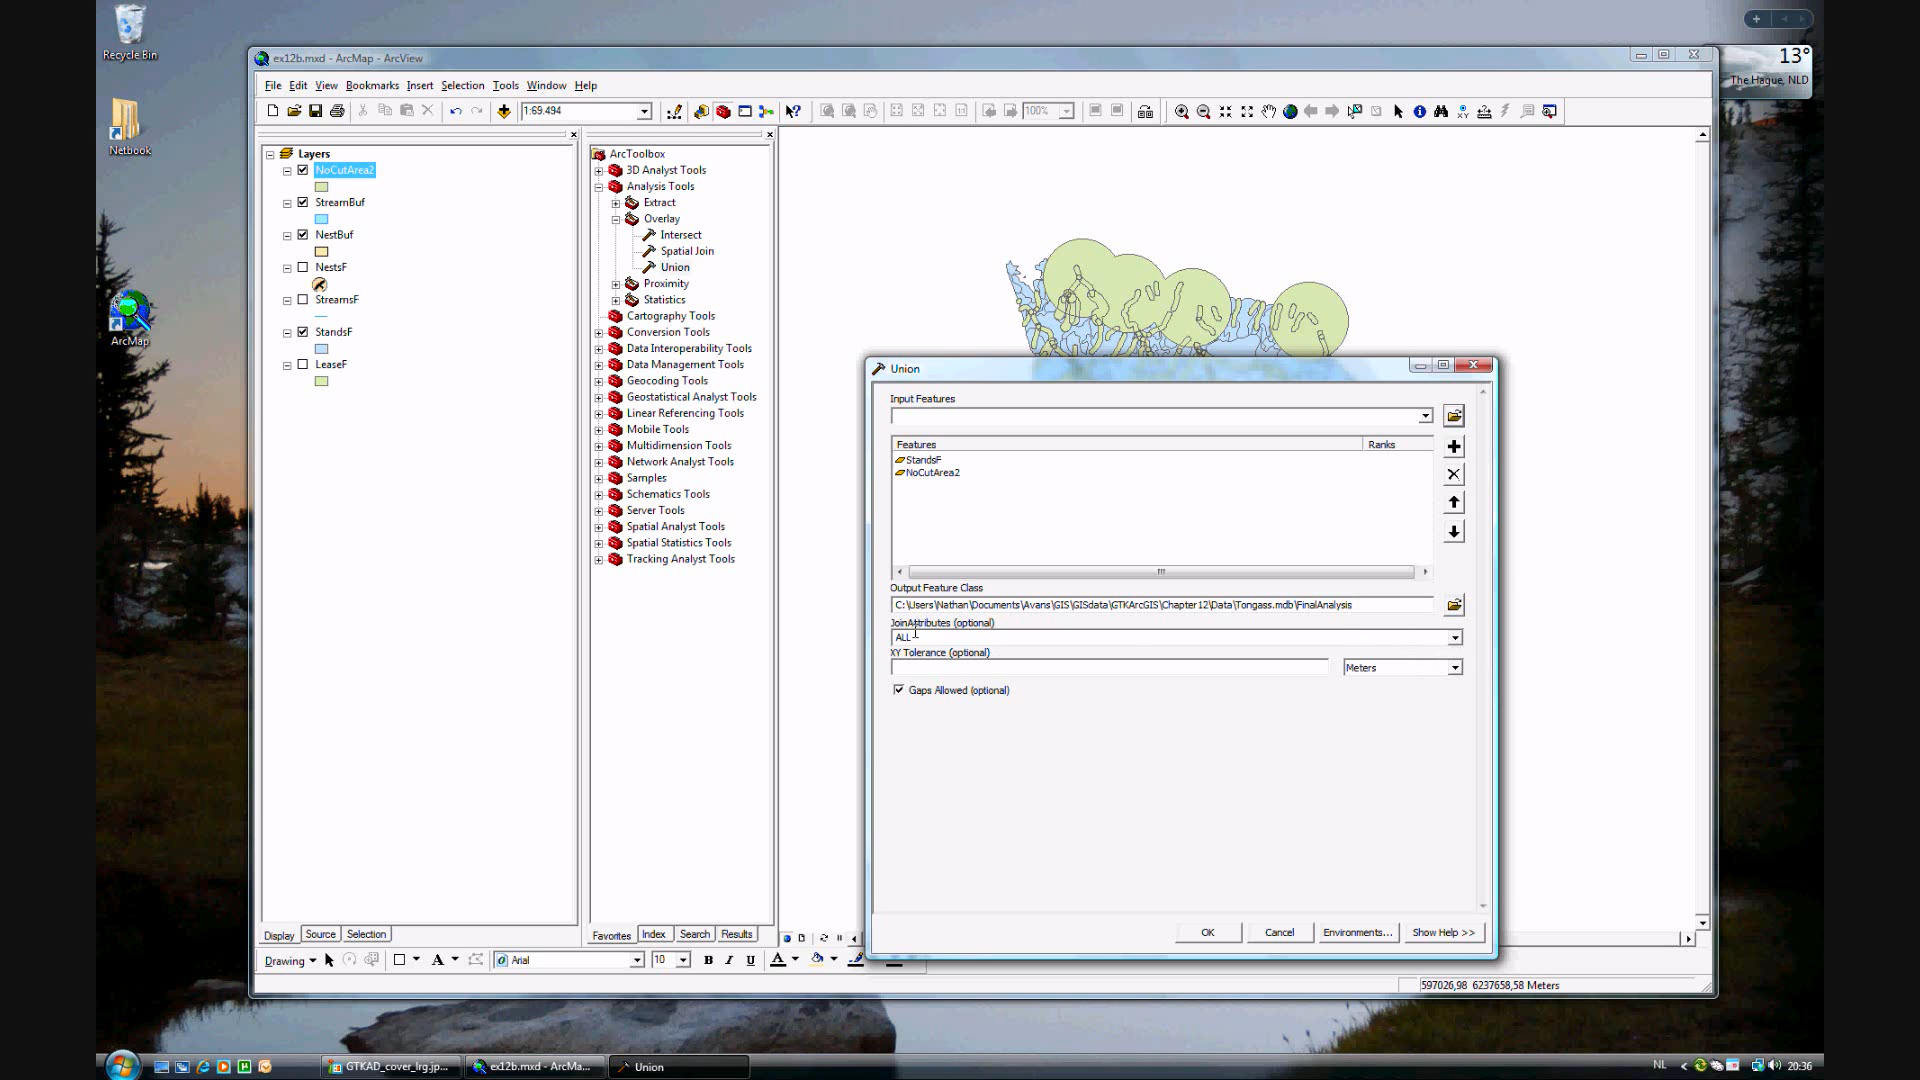 Recycle Bin
Netbook
ArcMap
13°
The Hague, NLD
ex12b.mxd - ArcMap - ArcView
File Edit View Bookmarks Insert Selection Tools Window Help
1:69.494
100%
Layers
NoCutArea2
StreamBuf
NestBuf
NestsF
StreamsF
StandsF
LeaseF
Display Source Selection
ArcToolbox
3D Analyst Tools
Analysis Tools
Extract
Overlay
Intersect
Spatial Join
Union
Proximity
Statistics
Cartography Tools
Conversion Tools
Data Interoperability Tools
Data Management Tools
Geocoding Tools
Geostatistical Analyst Tools
Linear Referencing Tools
Mobile Tools
Multidimension Tools
Network Analyst Tools
Samples
Schematics Tools
Server Tools
Spatial Analyst Tools
Spatial Statistics Tools
Tracking Analyst Tools
Favorites Index Search Results
Union
Input Features
Features Ranks
StandsF
NoCutArea2
Output Feature Class
C:\Users\Nathan\Documents\Avans\GIS\GISdata\GTKArcGIS\Chapter12\Data\Tongass.mdb\FinalAnalysis
JoinAttributes (optional)
ALL
XY Tolerance (optional)
Meters
Gaps Allowed (optional)
OK Cancel Environments... Show Help >>
Drawing A Arial 10 B I U A
597026,98 6237658,58 Meters
GTKAD_cover_lrg.jp... ex12b.mxd - ArcMa... Union
NL 20:36